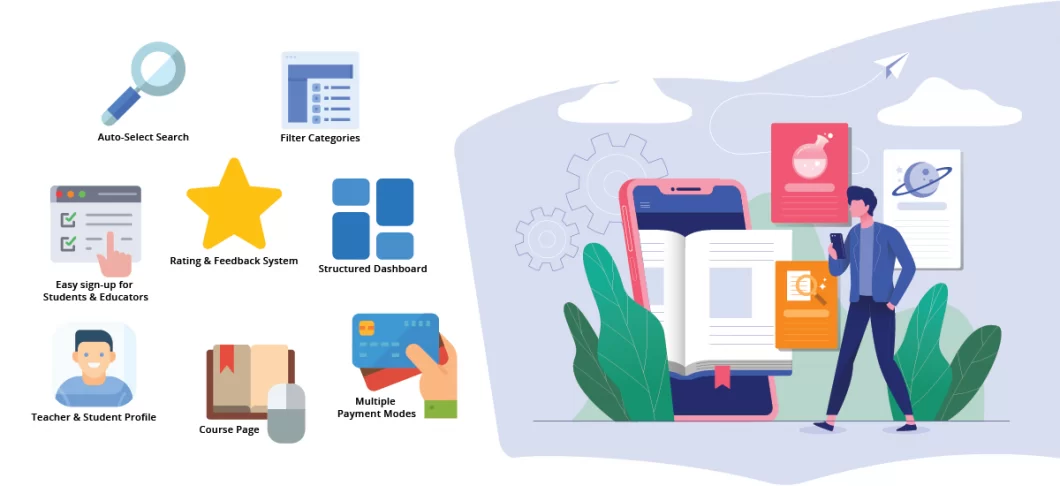 Auto-Select Search
Filter Categories
Rating & Feedback System
Structured Dashboard
Easy sign-up for
Students & Educators
Teacher & Student Profile
Course Page
Multiple
Payment Modes